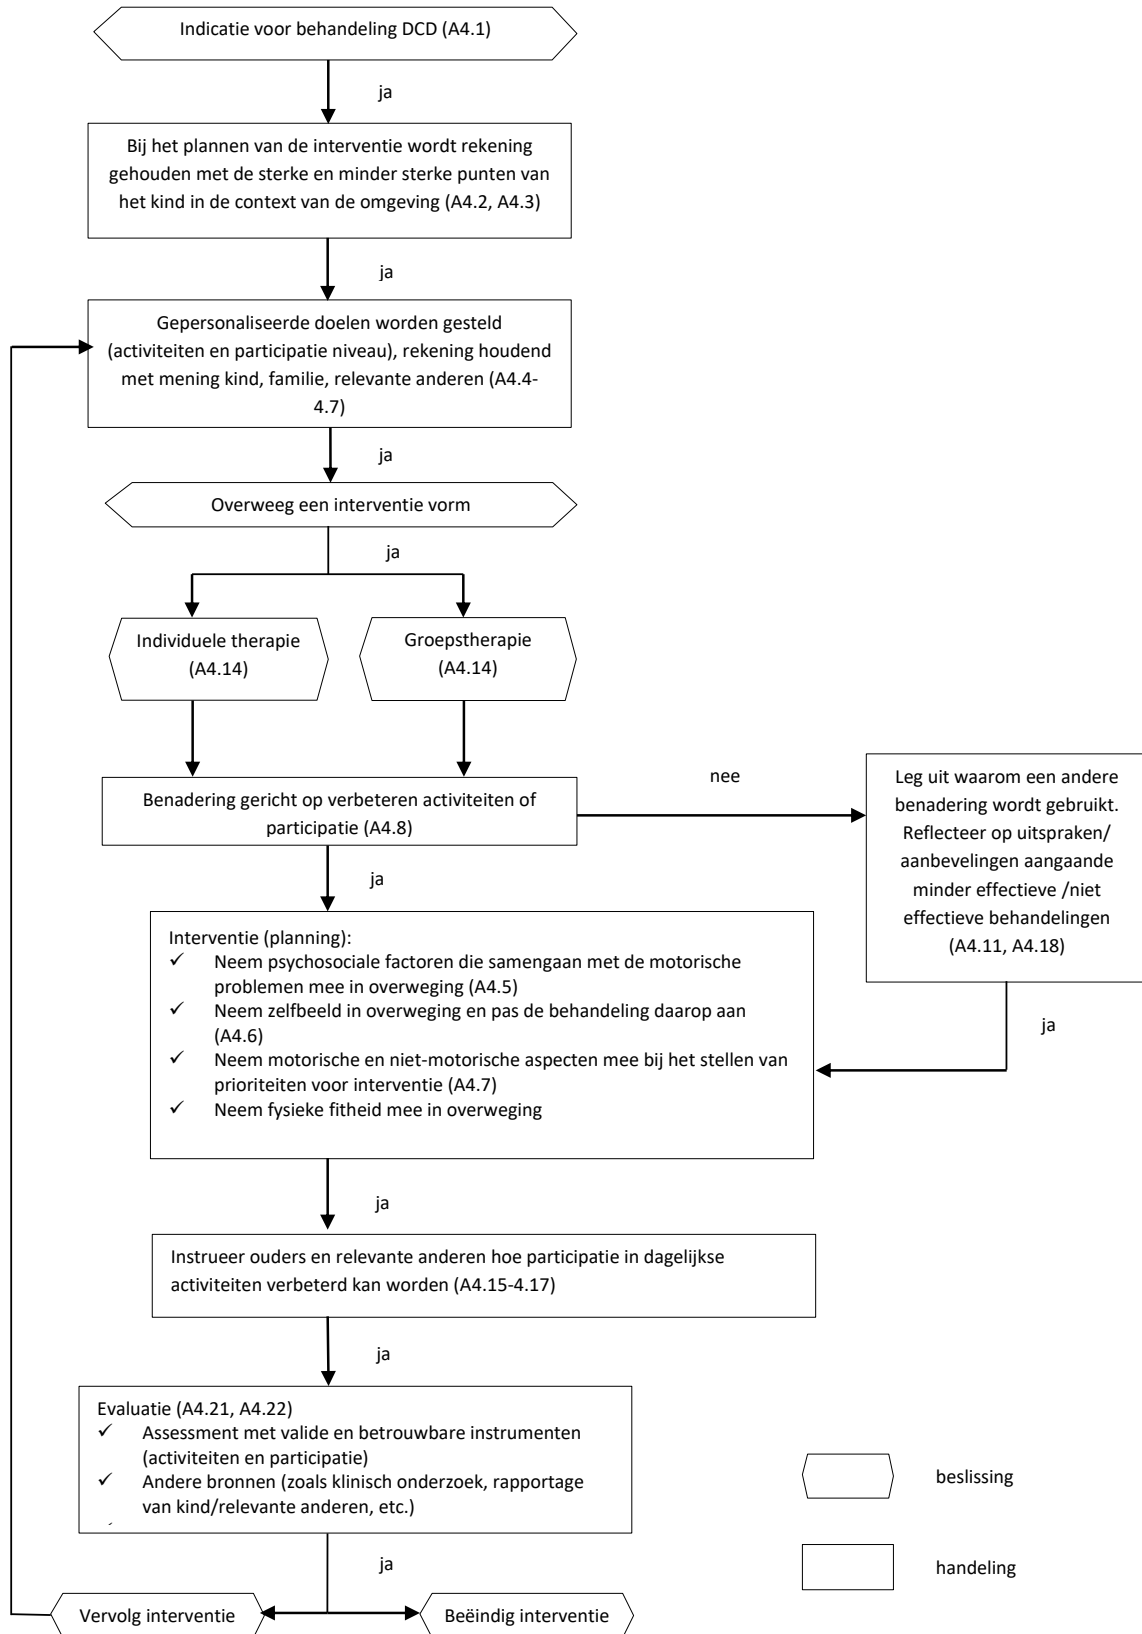 Indicatie voor behandeling DCD (A4.1)
ja
Bij het plannen van de interventie wordt rekening
gehouden met de sterke en minder sterke punten van
het kind in de context van de omgeving (A4.2, A4.3)
ja
Gepersonaliseerde doelen worden gesteld
(activiteiten en participatie niveau), rekening houdend
met mening kind, familie, relevante anderen (A4.4-
4.7)
ja
Overweeg een interventie vorm
ja
Individuele therapie
(A4.14)
Groepstherapie
(A4.14)
Benadering gericht op verbeteren activiteiten of
participatie (A4.8)
nee
Leg uit waarom een andere
benadering wordt gebruikt.
Reflecteer op uitspraken/
aanbevelingen aangaande
minder effectieve /niet
effectieve behandelingen
(A4.11, A4.18)
ja
ja
Interventie (planning):
✓ Neem psychosociale factoren die samengaan met de motorische
problemen mee in overweging (A4.5)
✓ Neem zelfbeeld in overweging en pas de behandeling daarop aan
(A4.6)
✓ Neem motorische en niet-motorische aspecten mee bij het stellen van
prioriteiten voor interventie (A4.7)
✓ Neem fysieke fitheid mee in overweging
ja
Instrueer ouders en relevante anderen hoe participatie in dagelijkse
activiteiten verbeterd kan worden (A4.15-4.17)
ja
Evaluatie (A4.21, A4.22)
✓ Assessment met valide en betrouwbare instrumenten
(activiteiten en participatie)
✓ Andere bronnen (zoals klinisch onderzoek, rapportage
van kind/relevante anderen, etc.)
ja
Vervolg interventie
Beëindig interventie
beslissing
handeling